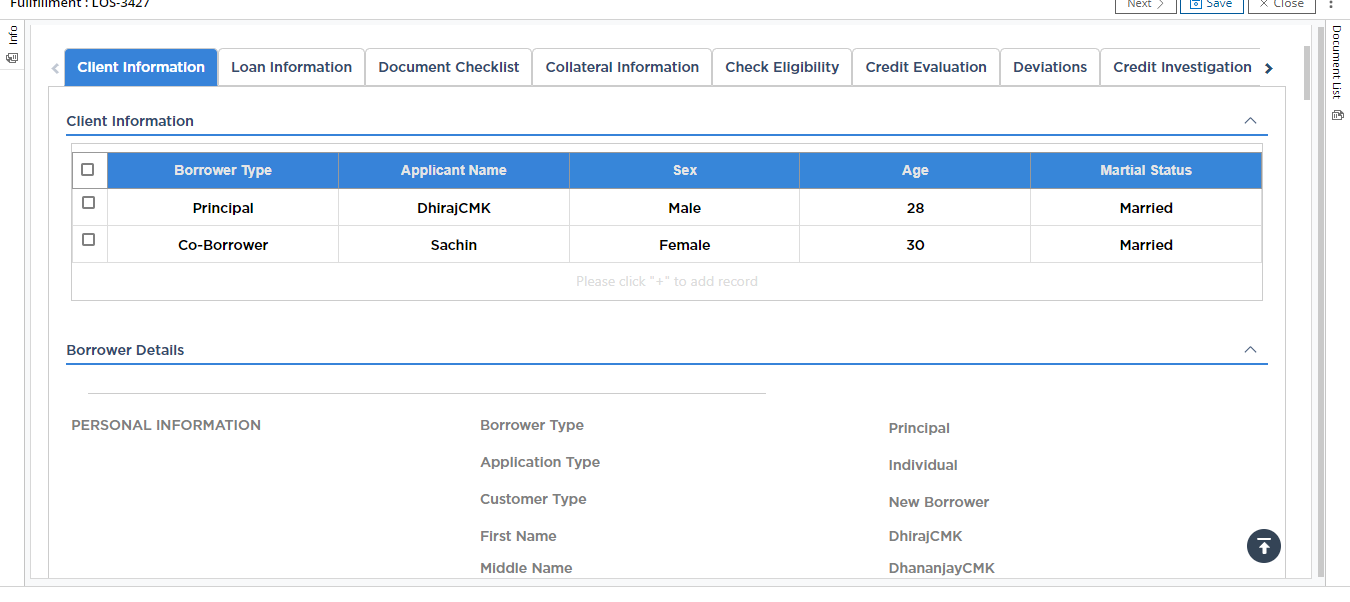 Fullfillment : LOS-3427
Next Save Close
Info
Document List
Client Information Loan Information Document Checklist Collateral Information Check Eligibility Credit Evaluation Deviations Credit Investigation
Client Information
Borrower Type Applicant Name Sex Age Martial Status
Principal DhirajCMK Male 28 Married
Co-Borrower Sachin Female 30 Married
Please click "+" to add record
Borrower Details
PERSONAL INFORMATION Borrower Type Principal
Application Type Individual
Customer Type New Borrower
First Name DhirajCMK
Middle Name DhananjayCMK